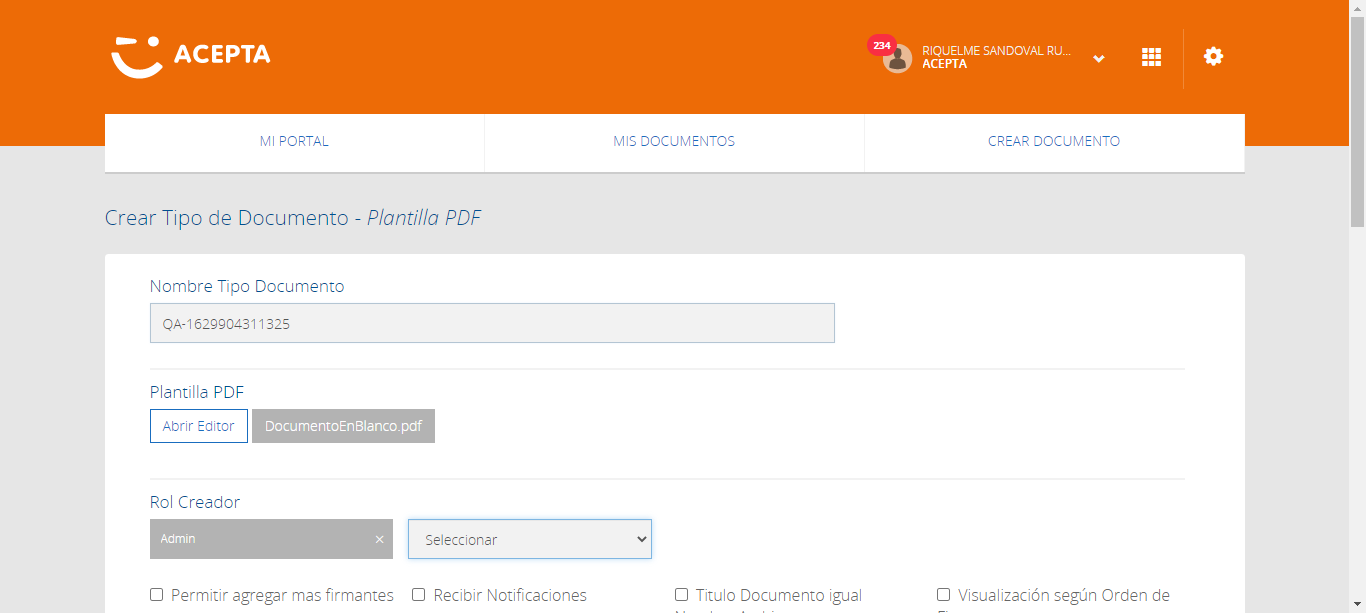 ACEPTA
234
RIQUELME SANDOVAL RU...
ACEPTA
MI PORTAL
MIS DOCUMENTOS
CREAR DOCUMENTO
Crear Tipo de Documento - Plantilla PDF
Nombre Tipo Documento
QA-1629904311325
Plantilla PDF
Abrir Editor
DocumentoEnBlanco.pdf
Rol Creador
Admin ×
Seleccionar
Permitir agregar mas firmantes
Recibir Notificaciones
Titulo Documento igual
Visualización según Orden de